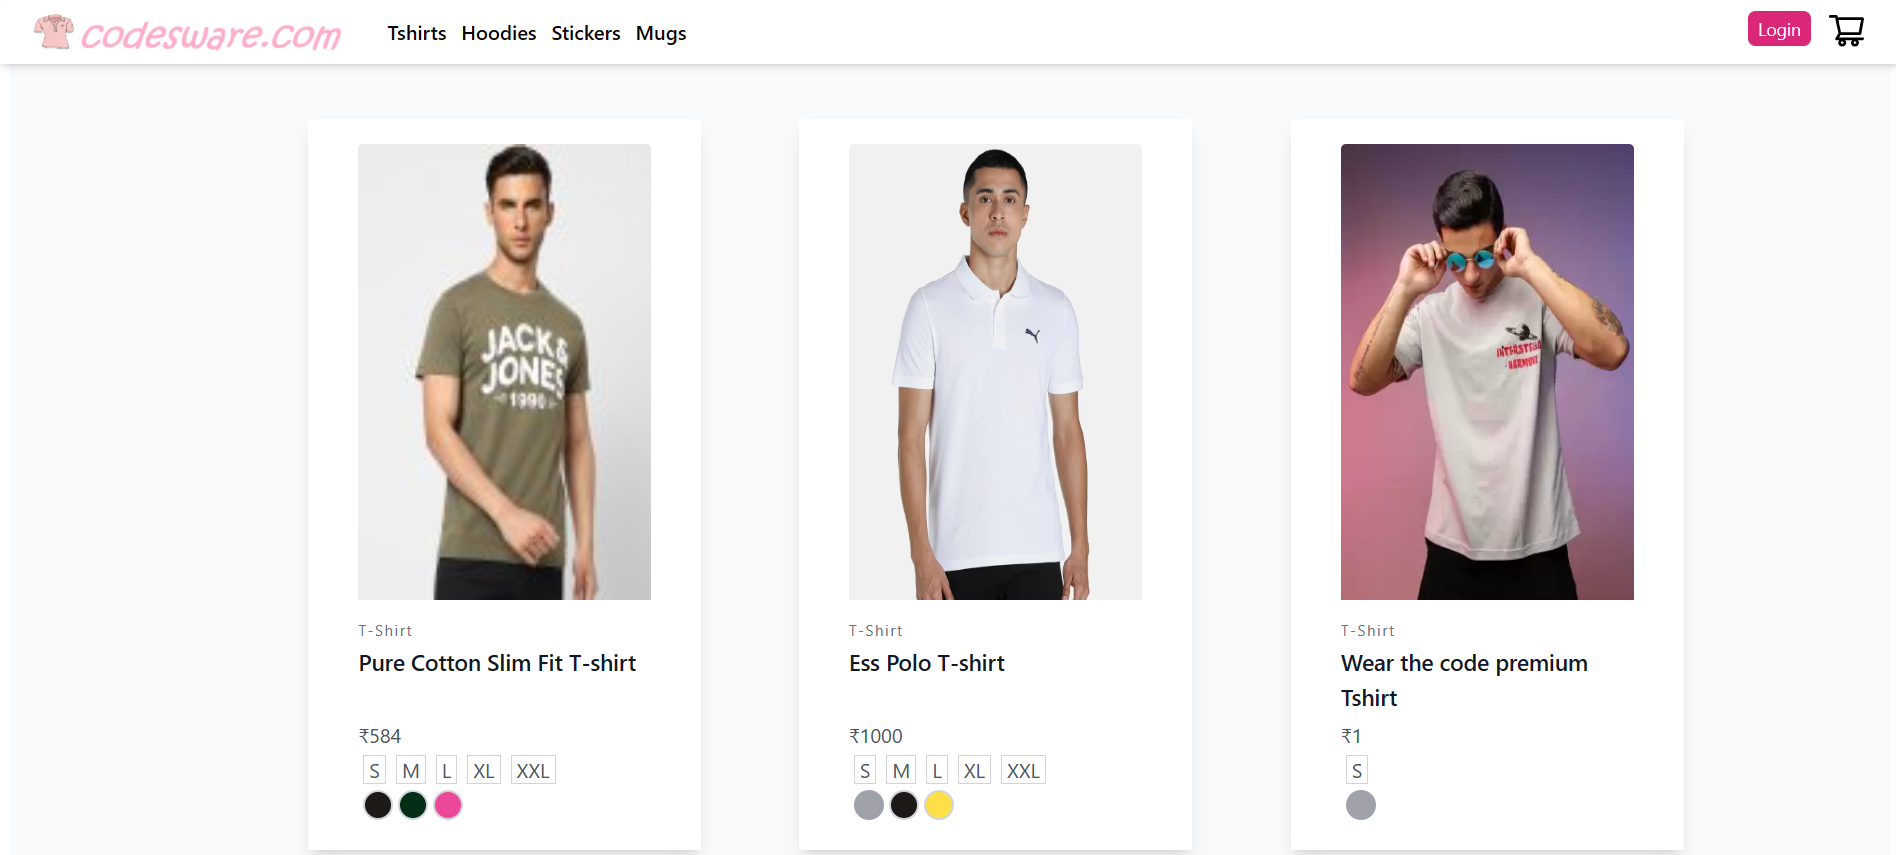 codesware.com
Tshirts Hoodies Stickers Mugs
Login
JACK &
JONES
1990
T-Shirt
Pure Cotton Slim Fit T-shirt
₹584
S M L XL XXL
T-Shirt
Ess Polo T-shirt
₹1000
S M L XL XXL
T-Shirt
Wear the code premium
Tshirt
₹1
S